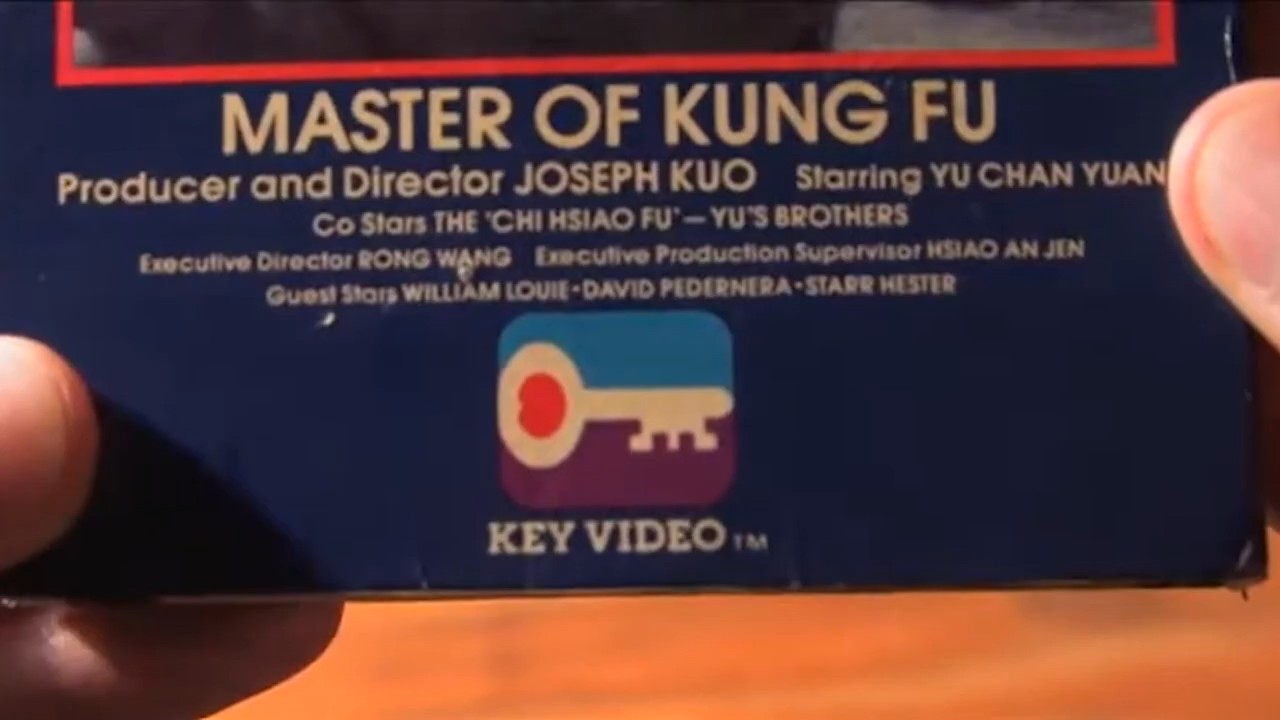 MASTER OF KUNG FU
Producer and Director JOSEPH KUO Starring YU CHAN YUAN
Co Stars THE 'CHI HSIAO FU' — YU'S BROTHERS
Executive Director RONG WANG Executive Production Supervisor HSIAO AN JEN
Guest Stars WILLIAM LOUIE • DAVID PEDERNERA • STARR HESTER
KEY VIDEO TM